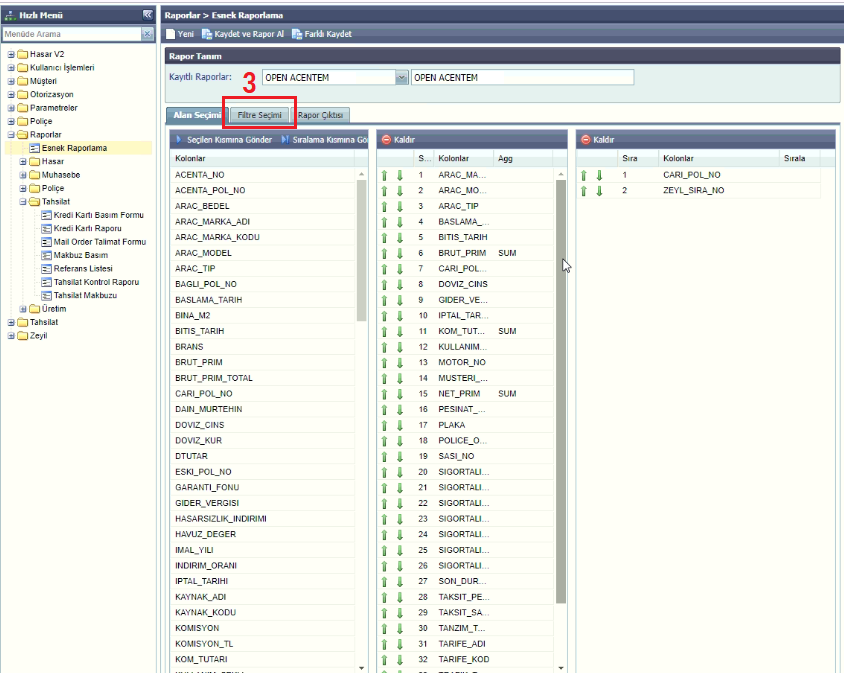 Hızlı Menü
Menüde Arama
Hasar V2
Kullanıcı İşlemleri
Müşteri
Otorizasyon
Parametreler
Poliçe
Raporlar
Esnek Raporlama
Hasar
Muhasebe
Poliçe
Tahsilat
Kredi Kartı Basım Formu
Kredi Kartı Raporu
Mail Order Talimat Formu
Makbuz Basım
Referans Listesi
Tahsilat Kontrol Raporu
Tahsilat Makbuzu
Üretim
Tahsilat
Zeyil
Raporlar > Esnek Raporlama
Yeni Kaydet ve Rapor Al Farklı Kaydet
Rapor Tanım
Kayıtlı Raporlar: OPEN ACENTEM OPEN ACENTEM
3
Alan Seçimi Filtre Seçimi Rapor Çıktısı
Seçilen Kısmına Gönder Sıralama Kısmına Gö
Kolonlar
ACENTA_NO
ACENTA_POL_NO
ARAC_BEDEL
ARAC_MARKA_ADI
ARAC_MARKA_KODU
ARAC_MODEL
ARAC_TIP
BAGLI_POL_NO
BASLAMA_TARIH
BINA_M2
BITIS_TARIH
BRANS
BRUT_PRIM
BRUT_PRIM_TOTAL
CARI_POL_NO
DAIN_MURTEHIN
DOVIZ_CINS
DOVIZ_KUR
DTUTAR
ESKI_POL_NO
GARANTI_FONU
GIDER_VERGISI
HASARSIZLIK_INDIRIMI
HAVUZ_DEGER
IMAL_YILI
INDIRIM_ORANI
IPTAL_TARIHI
KAYNAK_ADI
KAYNAK_KODU
KOMISYON
KOMISYON_TL
KOM_TUTARI
Kaldır
S... Kolonlar Agg
1 ARAC_MA...
2 ARAC_MO...
3 ARAC_TIP
4 BASLAMA_...
5 BITIS_TARIH
6 BRUT_PRIM SUM
7 CARI_POL...
8 DOVIZ_CINS
9 GIDER_VE...
10 IPTAL_TAR...
11 KOM_TUT... SUM
12 KULLANIM...
13 MOTOR_NO
14 MUSTERI_...
15 NET_PRIM SUM
16 PESINAT_...
17 PLAKA
18 POLICE_O...
19 SASI_NO
20 SIGORTALI...
21 SIGORTALI...
22 SIGORTALI...
23 SIGORTALI...
24 SIGORTALI...
25 SIGORTALI...
26 SIGORTALI...
27 SON_DUR...
28 TAKSIT_PE...
29 TAKSIT_SA...
30 TANZIM_T...
31 TARIFE_ADI
32 TARIFE_KOD
Kaldır
Sıra Kolonlar Sırala
1 CARI_POL_NO
2 ZEYL_SIRA_NO